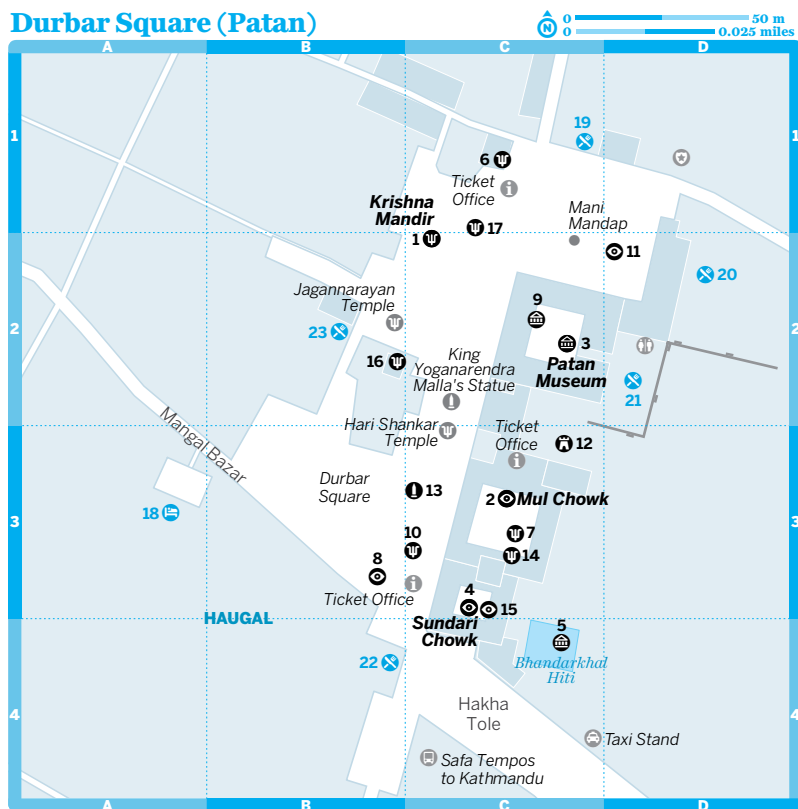 Durbar Square (Patan)
N
0 50 m
0 0.025 miles
A B C D
1 1
19
6
Ticket
Office
Krishna
Mandir
17
Mani
Mandap
1
11
20
Jagannarayan
Temple
9
2 2
23
3
King
Yoganarendra
Malla's Statue
16
Patan
Museum
21
Hari Shankar
Temple
Ticket
Office
12
Mangal Bazar
Durbar
Square
13
2 Mul Chowk
18
3 3
10
7
8
14
i
Ticket Office
4
15
HAUGAL
Sundari
Chowk
5
22
Bhandarkhal
Hiti
4 4
Hakha
Tole
Taxi Stand
Safa Tempos
to Kathmandu
A B C D